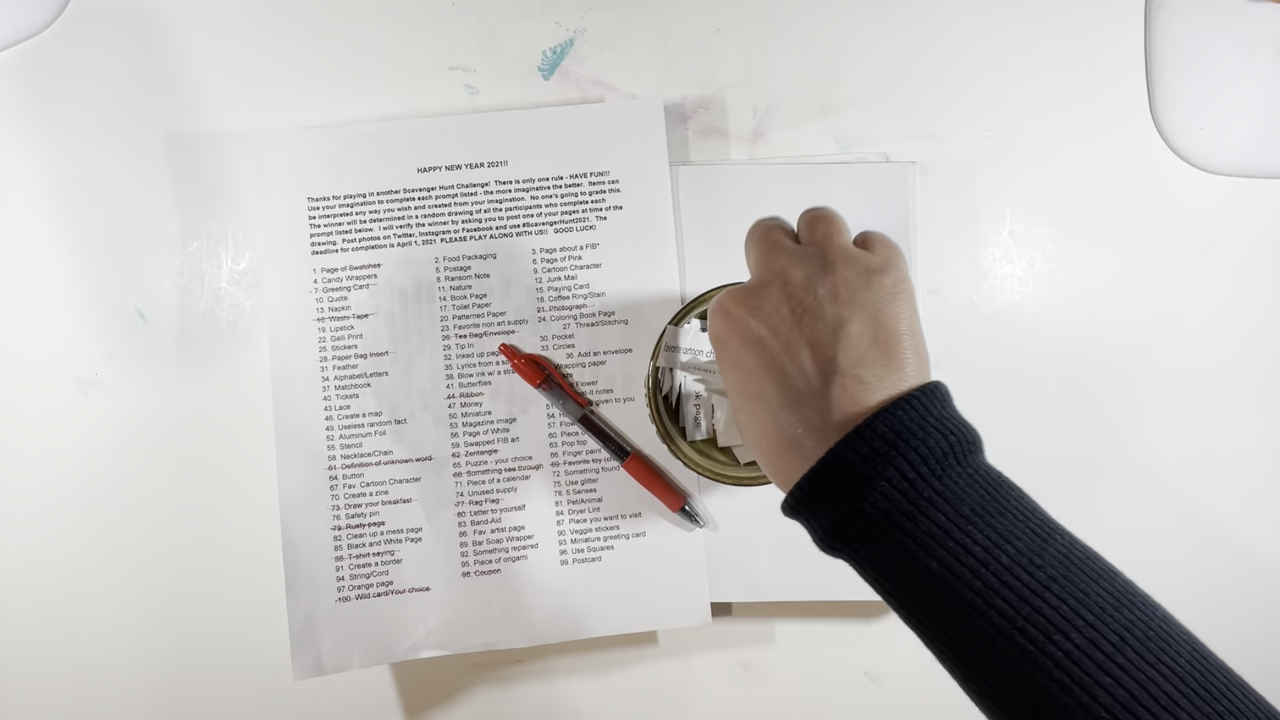 HAPPY NEW YEAR 2021!!
Thanks for playing in another Scavenger Hunt Challenge! There is only one rule - HAVE FUN!!!
Use your imagination to complete each prompt listed - the more imaginative the better. Items can
be interpreted any way you wish and created from your imagination. No one's going to grade this.
The winner will be determined in a random drawing of all the participants who complete each
prompt listed below. I will verify the winner by asking you to post one of your pages at time of the
drawing. Post photos on Twitter, Instagram or Facebook and use #ScavengerHunt2021. The
deadline for completion is April 1, 2021 PLEASE PLAY ALONG WITH US!! GOOD LUCK!
1. Page of Swatches
4. Candy Wrappers
7. Greeting Card
10. Quote
13. Napkin
16. Washi Tape
19. Lipstick
22. Gelli Print
25. Stickers
28. Paper Bag Insert
31. Feather
34. Alphabet/Letters
37. Matchbook
40. Tickets
43 Lace
46. Create a map
49. Useless random fact.
52. Aluminum Foil
55. Stencil
58. Necklace/Chain
61. Definition of unknown word
64. Button
67. Fav. Cartoon Character
70. Create a zine
73. Draw your breakfast
76. Safety pin
79. Rusty page
82. Clean up a mess page
85. Black and White Page
88. T-shirt saying
91. Create a border
94. String/Cord
97 Orange page
100. Wild card/Your choice
2. Food Packaging
5. Postage
8. Ransom Note
11. Nature
14. Book Page
17. Toilet Paper
20. Patterned Paper
23. Favorite non art supply
26. Tea Bag/Envelope
29. Tip In
32. Inked up page
35. Lyrics from a
38. Blow ink w/ a
41. Butterflies
44. Ribbon
47. Money
50. Miniature
53. Magazine image
56. Page of White
59. Swapped FIB art
62. Zentangle
65. Puzzle - your choice
68. Something see through
71. Piece of a calendar
74. Unused supply
77. Rag Flag
80. Letter to yourself
83. Band-Aid
86. Fav. artist page
89. Bar Soap Wrapper
92. Something repaired
95. Piece of origami
98. Coupon
3. Page about a FIB*
6. Page of Pink
9. Cartoon Character
12. Junk Mail
15. Playing Card
18. Coffee Ring/Stain
21. Photograph
24. Coloring Book Page
27. Thread/Stitching
30. Pocket
33. Circles
36. Add an envelope
Wrapping paper
Flower
notes
given to you
51.
54.
57.
60. Piece
63. Pop top
66. Finger paint
69. Favorite toy
72. Something found
75. Use glitter
78. 5 Senses
81. Pet/Animal
84. Dryer Lint
87. Place you want to visit
90. Veggie stickers
93. Miniature greeting card
96. Use Squares
99. Postcard
favorite cartoon
page